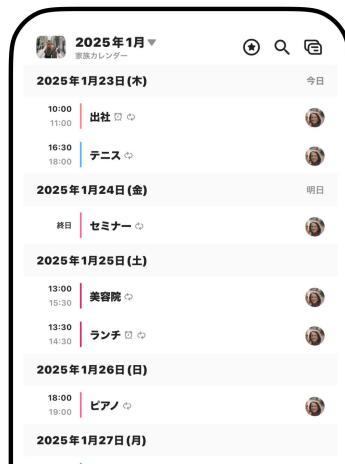 2025年1月▼
家族カレンダー
2025年1月23日(木) 今日
10:00
11:00
出社
16:30
18:00
テニス
2025年1月24日(金) 明日
終日 セミナー
2025年1月25日(土)
13:00
15:30
美容院
13:30
14:30
ランチ
2025年1月26日(日)
18:00
19:00
ピアノ
2025年1月27日(月)